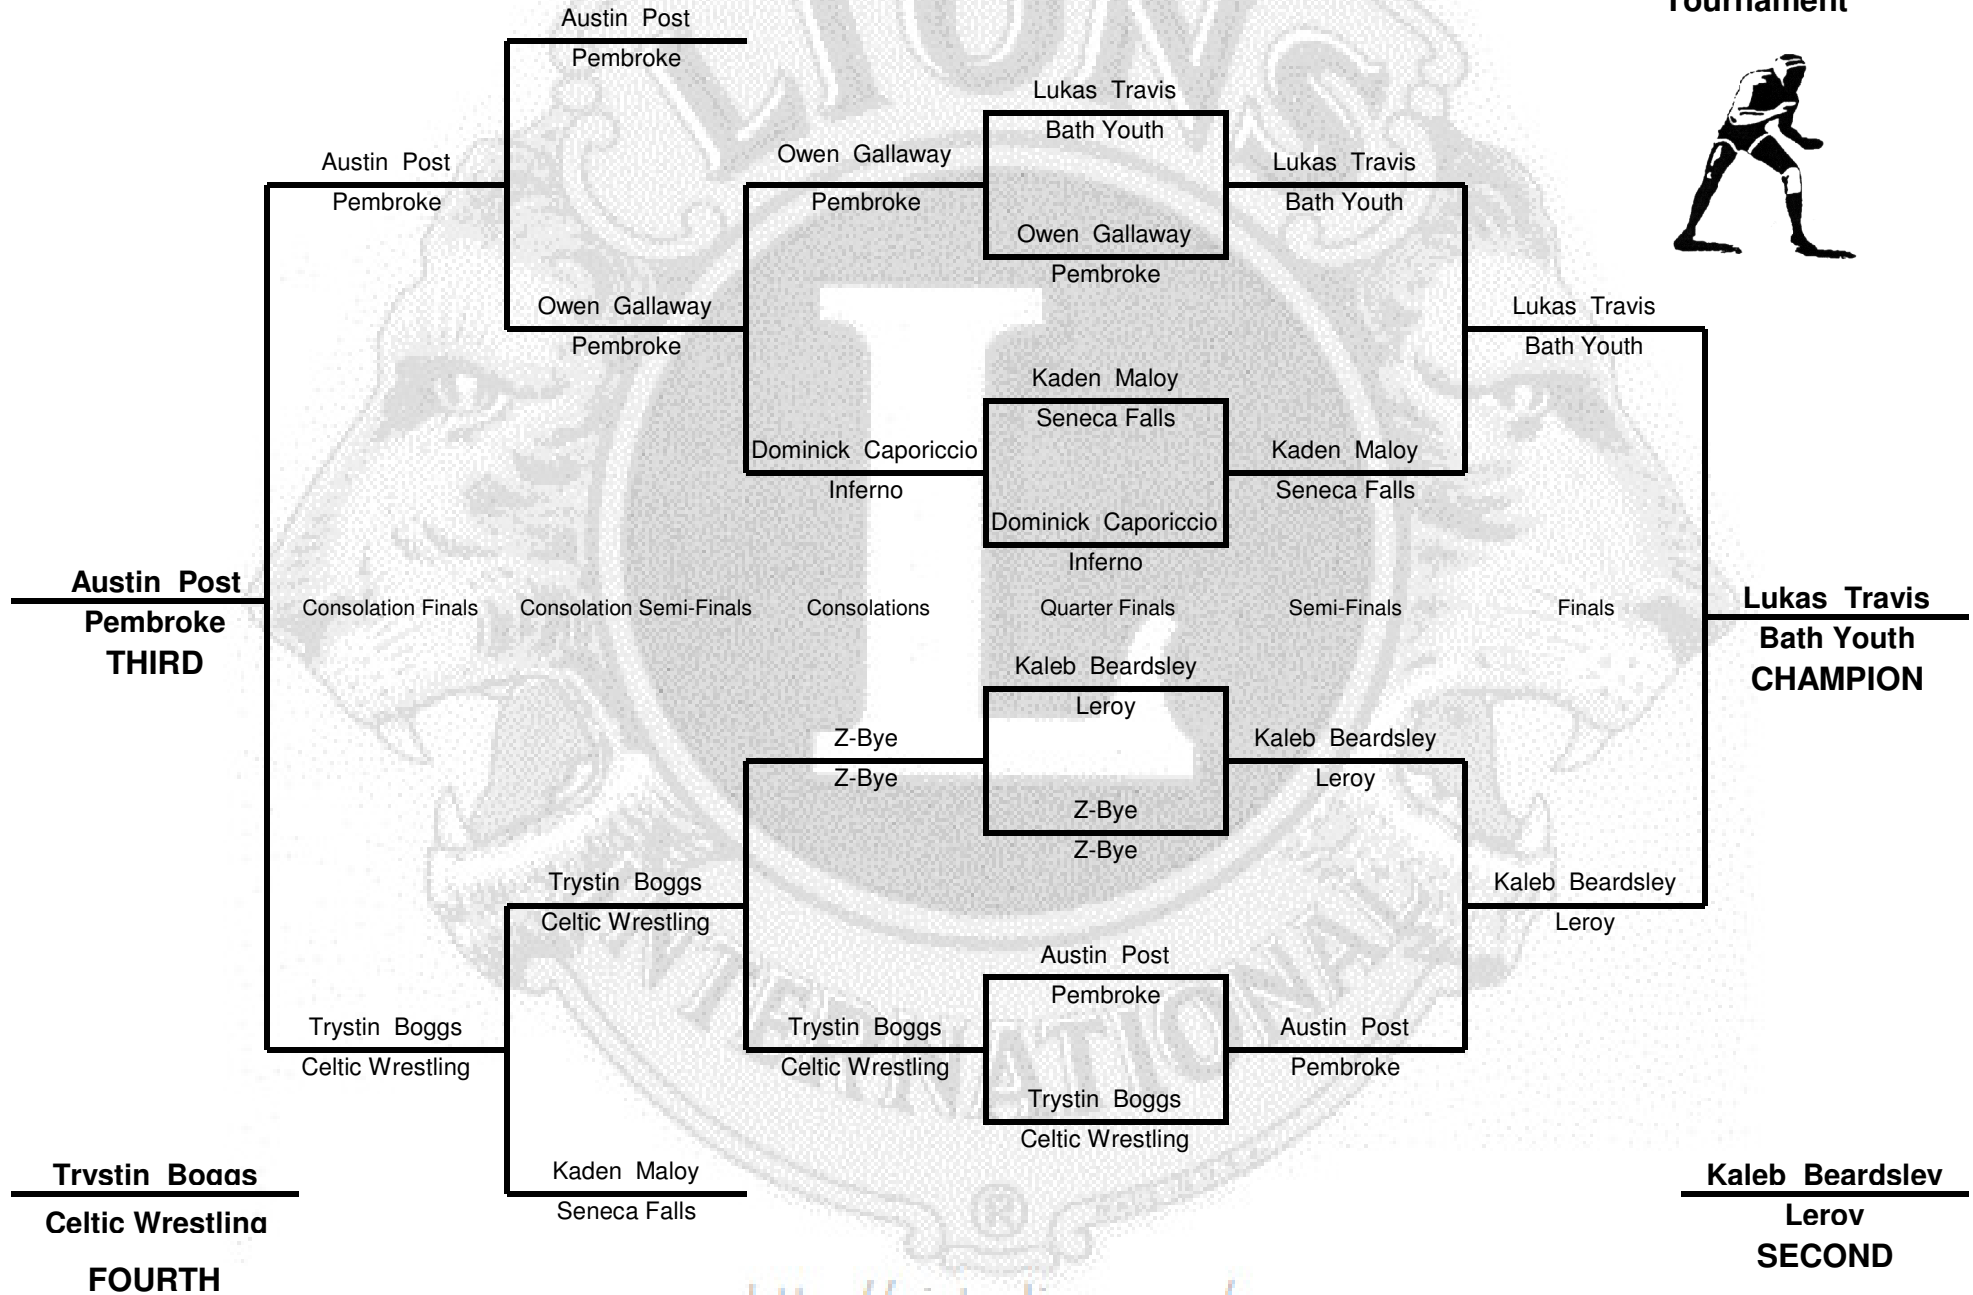 Tournament
Austin Post
Pembroke
Lukas Travis
Bath Youth
Owen Gallaway
Pembroke
Austin Post
Pembroke
Lukas Travis
Bath Youth
Owen Gallaway
Pembroke
Owen Gallaway
Pembroke
Lukas Travis
Bath Youth
Kaden Maloy
Seneca Falls
Dominick Caporiccio
Inferno
Kaden Maloy
Seneca Falls
Dominick Caporiccio
Inferno
Austin Post
Pembroke
THIRD
Consolation Finals
Consolation Semi-Finals
Consolations
Quarter Finals
Semi-Finals
Finals
Lukas Travis
Bath Youth
CHAMPION
Kaleb Beardsley
Leroy
Z-Bye
Z-Bye
Kaleb Beardsley
Leroy
Z-Bye
Z-Bye
Trystin Boggs
Celtic Wrestling
Kaleb Beardsley
Leroy
Austin Post
Pembroke
Trystin Boggs
Celtic Wrestling
Trystin Boggs
Celtic Wrestling
Austin Post
Pembroke
Trystin Boggs
Celtic Wrestling
Trystin Boggs
Celtic Wrestling
FOURTH
Kaden Maloy
Seneca Falls
Kaleb Beardsley
Leroy
SECOND
LIONS
L
INTERNATIONAL
®